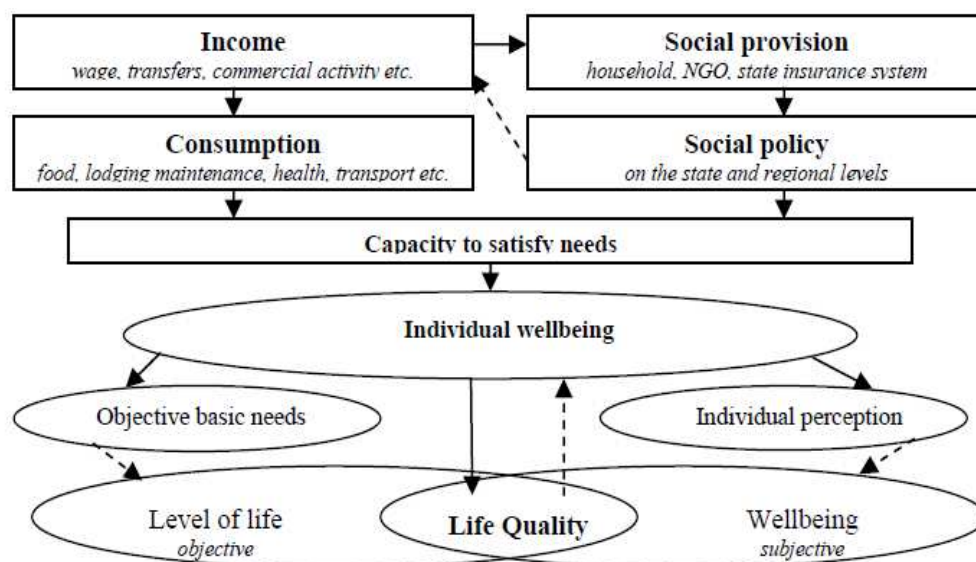 Income
wage, transfers, commercial activity etc.
Social provision
household, NGO, state insurance system
Consumption
food, lodging maintenance, health, transport etc.
Social policy
on the state and regional levels
Capacity to satisfy needs
Individual wellbeing
Objective basic needs
Individual perception
Level of life
objective
Life Quality
Wellbeing
subjective